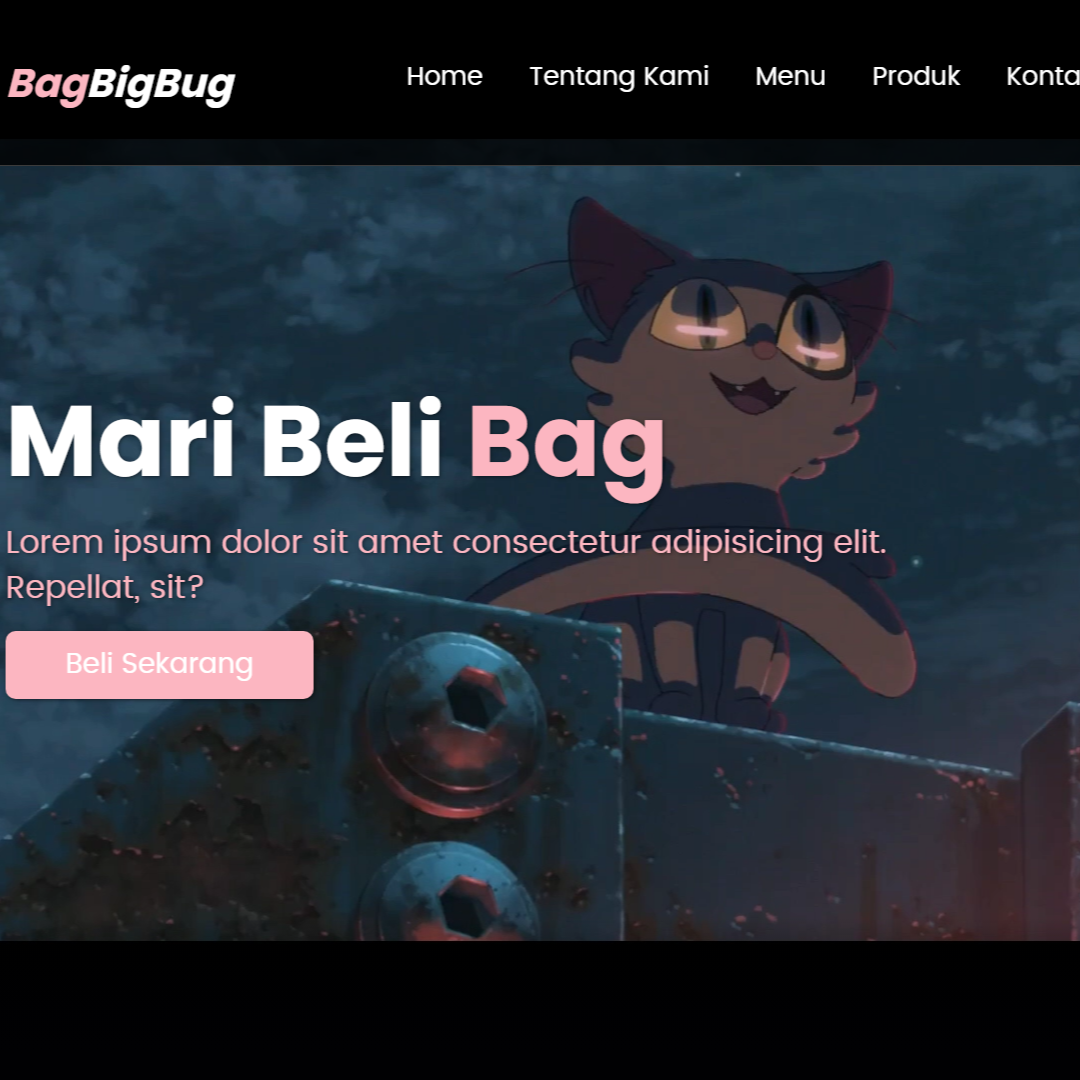 BagBigBug
Home Tentang Kami Menu Produk Konta
Mari Beli Bag
Lorem ipsum dolor sit amet consectetur adipisicing elit.
Repellat, sit?
Beli Sekarang